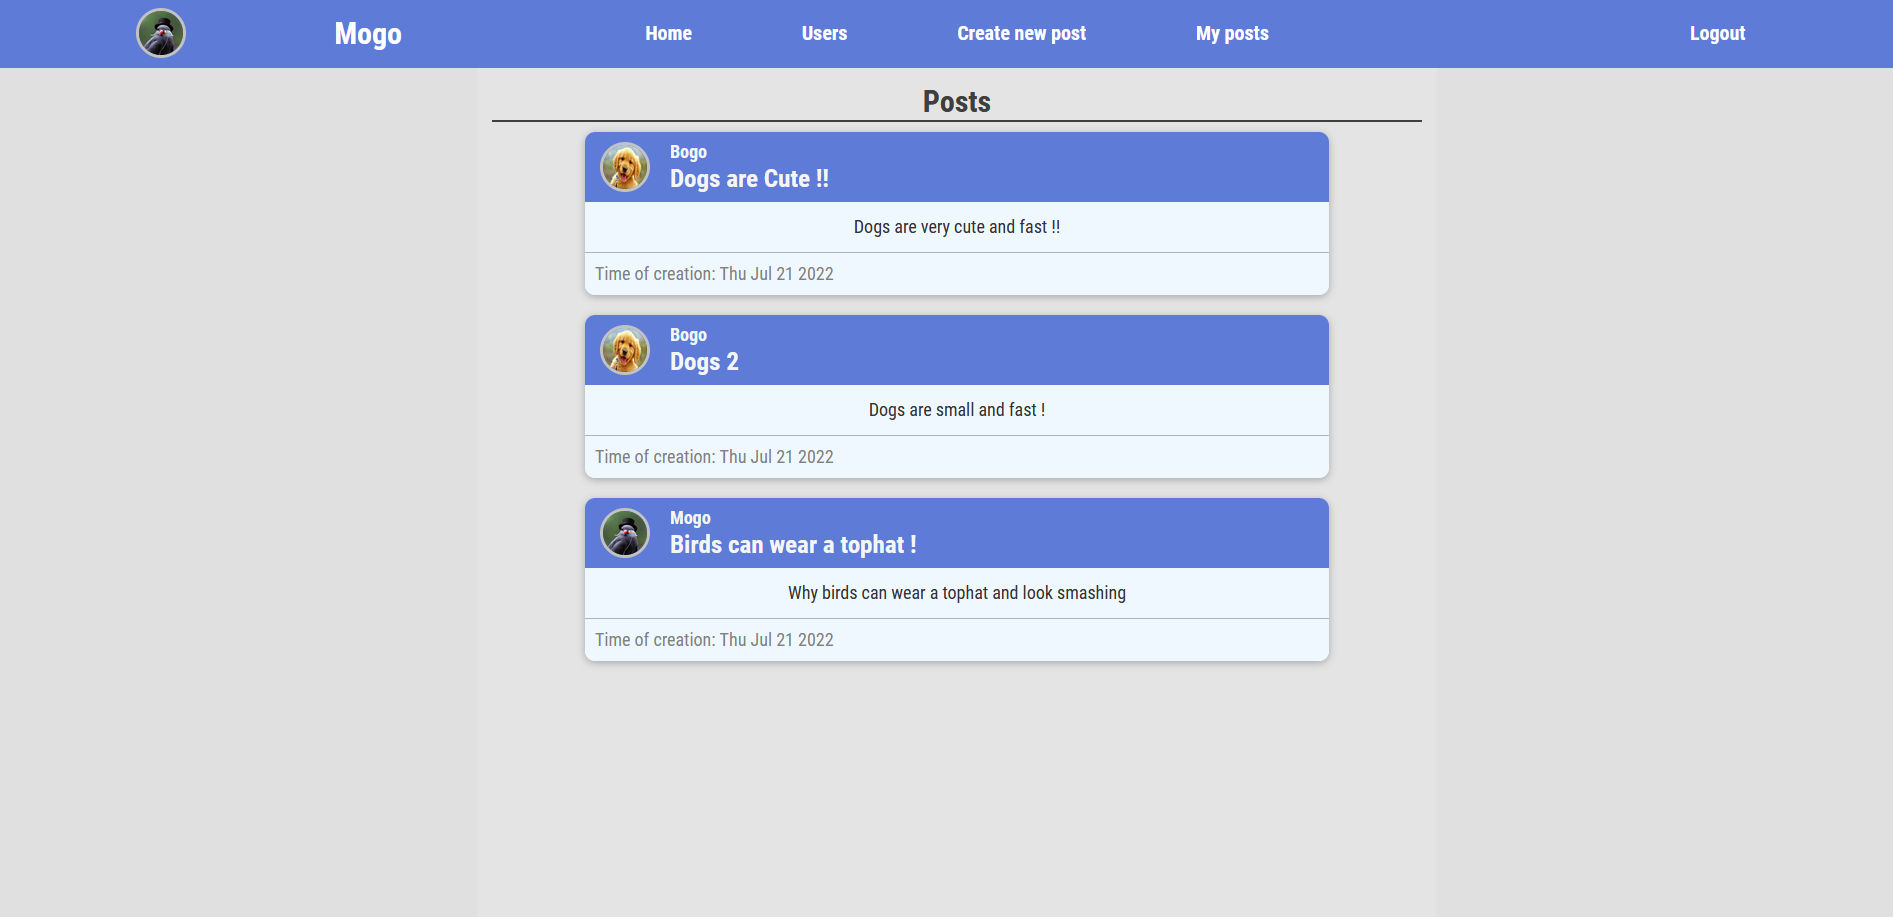 Mogo
Home
Users
Create new post
My posts
Logout
Posts
Bogo
Dogs are Cute !!
Dogs are very cute and fast !!
Time of creation: Thu Jul 21 2022
Bogo
Dogs 2
Dogs are small and fast !
Time of creation: Thu Jul 21 2022
Mogo
Birds can wear a tophat !
Why birds can wear a tophat and look smashing
Time of creation: Thu Jul 21 2022